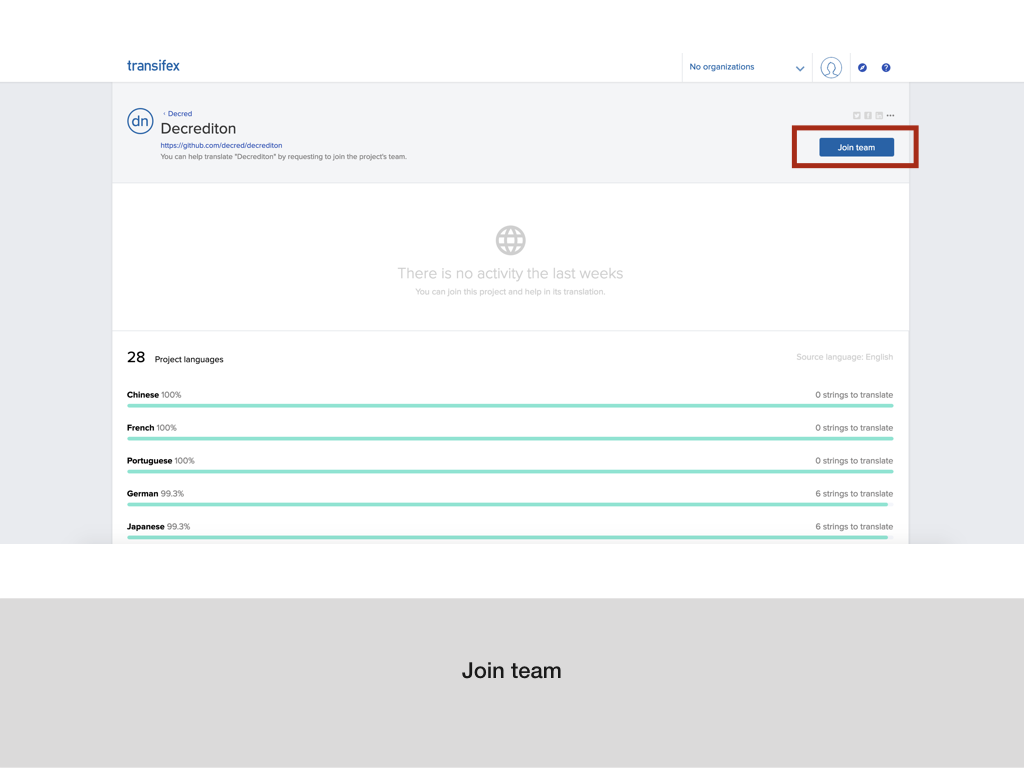 transifex
No organizations
dn
‹ Decred
Decrediton
https://github.com/decred/decrediton
You can help translate "Decrediton" by requesting to join the project's team.
Join team
There is no activity the last weeks
You can join this project and help in its translation.
28 Project languages
Source language: English
Chinese 100%
0 strings to translate
French 100%
0 strings to translate
Portuguese 100%
0 strings to translate
German 99.3%
6 strings to translate
Japanese 99.3%
6 strings to translate
Join team